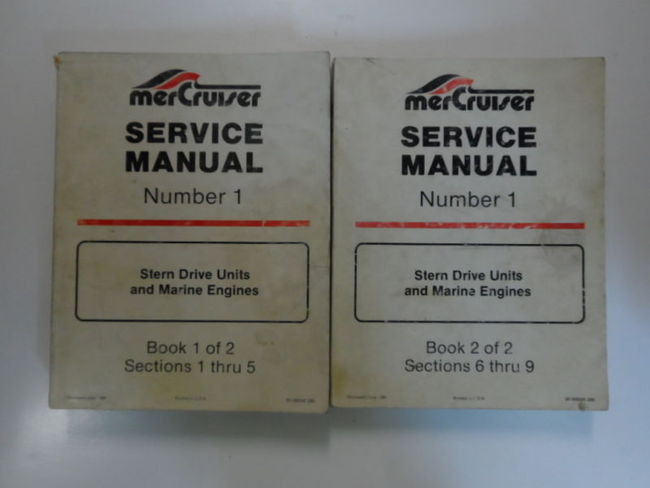 merCruiser
SERVICE
MANUAL
Number 1
Stern Drive Units
and Marine Engines
Book 1 of 2
Sections 1 thru 5
merCruiser
SERVICE
MANUAL
Number 1
Stern Drive Units
and Marine Engines
Book 2 of 2
Sections 6 thru 9